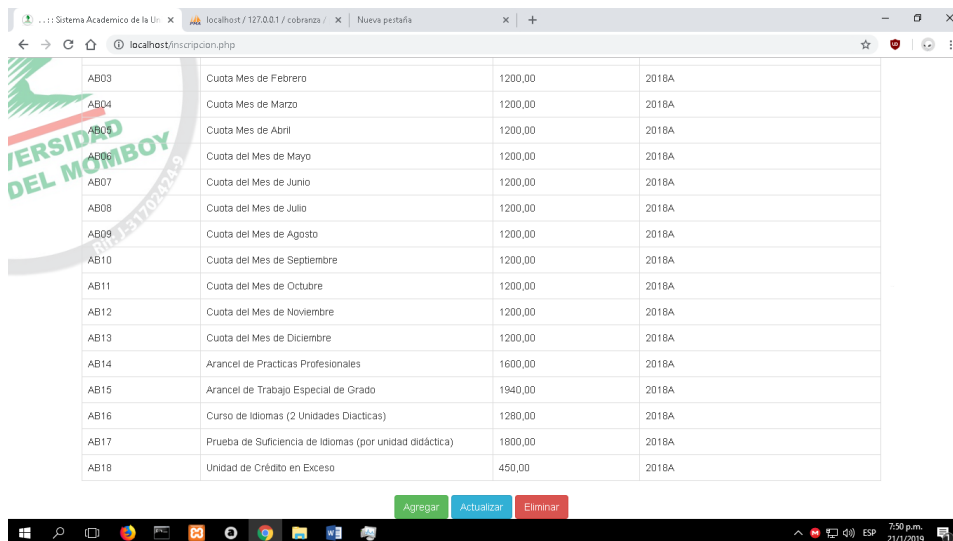 . . :: Sistema Academico de la Un
localhost / 127.0.0.1 / cobranza /
Nueva pestaña
localhost/inscripcion.php
AB03 Cuota Mes de Febrero 1200,00 2018A
AB04 Cuota Mes de Marzo 1200,00 2018A
AB05 Cuota Mes de Abril 1200,00 2018A
AB06 Cuota del Mes de Mayo 1200,00 2018A
AB07 Cuota del Mes de Junio 1200,00 2018A
AB08 Cuota del Mes de Julio 1200,00 2018A
AB09 Cuota del Mes de Agosto 1200,00 2018A
AB10 Cuota del Mes de Septiembre 1200,00 2018A
AB11 Cuota del Mes de Octubre 1200,00 2018A
AB12 Cuota del Mes de Noviembre 1200,00 2018A
AB13 Cuota del Mes de Diciembre 1200,00 2018A
AB14 Arancel de Practicas Profesionales 1600,00 2018A
AB15 Arancel de Trabajo Especial de Grado 1940,00 2018A
AB16 Curso de Idiomas (2 Unidades Diacticas) 1280,00 2018A
AB17 Prueba de Suficiencia de Idiomas (por unidad didáctica) 1800,00 2018A
AB18 Unidad de Crédito en Exceso 450,00 2018A
VERSIDAD
DEL MOMBOY
Rif: J-31702424-9
Agregar Actualizar Eliminar
ESP
7:50 p.m.
21/1/2019